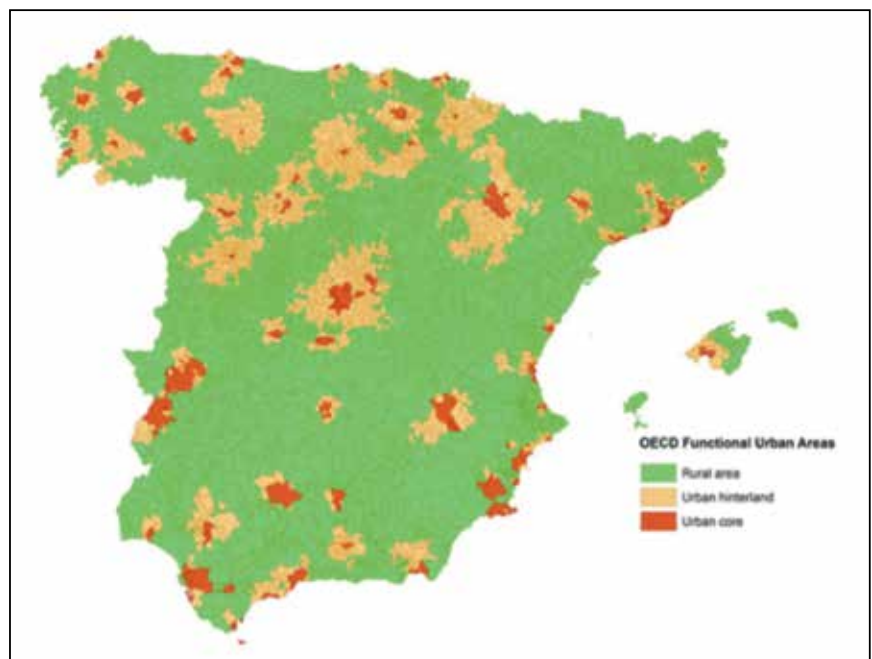 OECD Functional Urban Areas
Rural area
Urban hinterland
Urban core